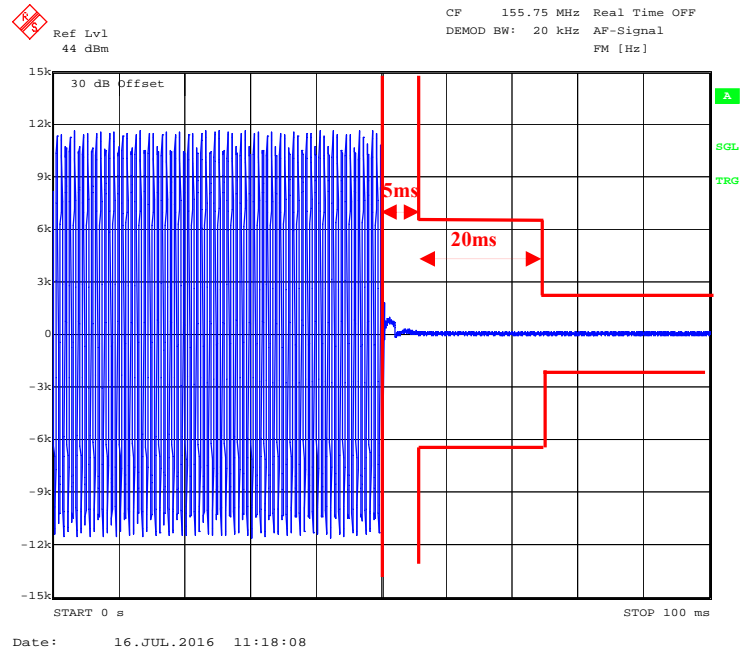 R
S
Ref Lvl
44 dBm
CF 155.75 MHz Real Time OFF
DEMOD BW: 20 kHz AF-Signal
FM [Hz]
15k
30 dB Offset
A
12k
SGL
9k
TRG
5ms
6k
20ms
3k
0
-3k
-6k
-9k
-12k
-15k
START 0 s STOP 100 ms
Date: 16.JUL.2016 11:18:08